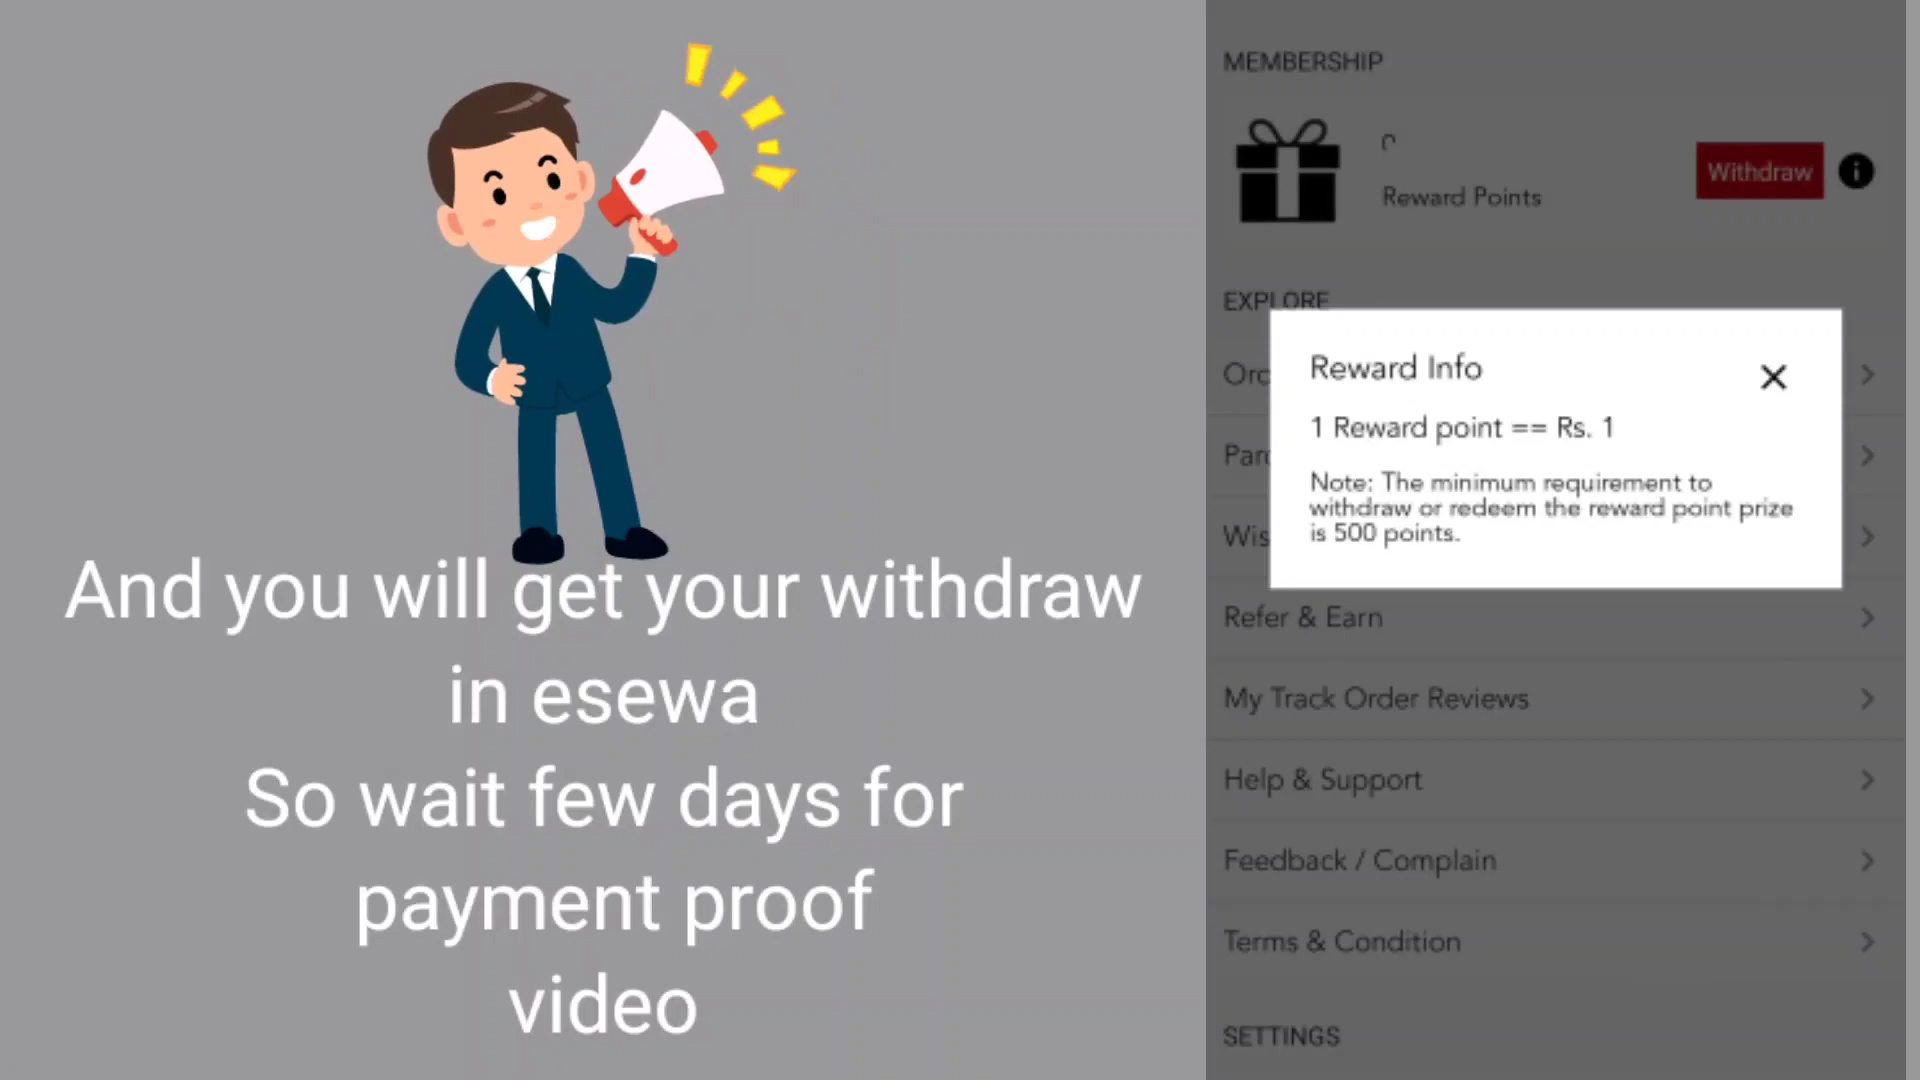 And you will get your withdraw
in esewa
So wait few days for
payment proof
video
MEMBERSHIP
Reward Points
Withdraw
EXPLORE
Reward Info
1 Reward point == Rs. 1
Note: The minimum requirement to
withdraw or redeem the reward point prize
is 500 points.
Refer & Earn
My Track Order Reviews
Help & Support
Feedback / Complain
Terms & Condition
SETTINGS